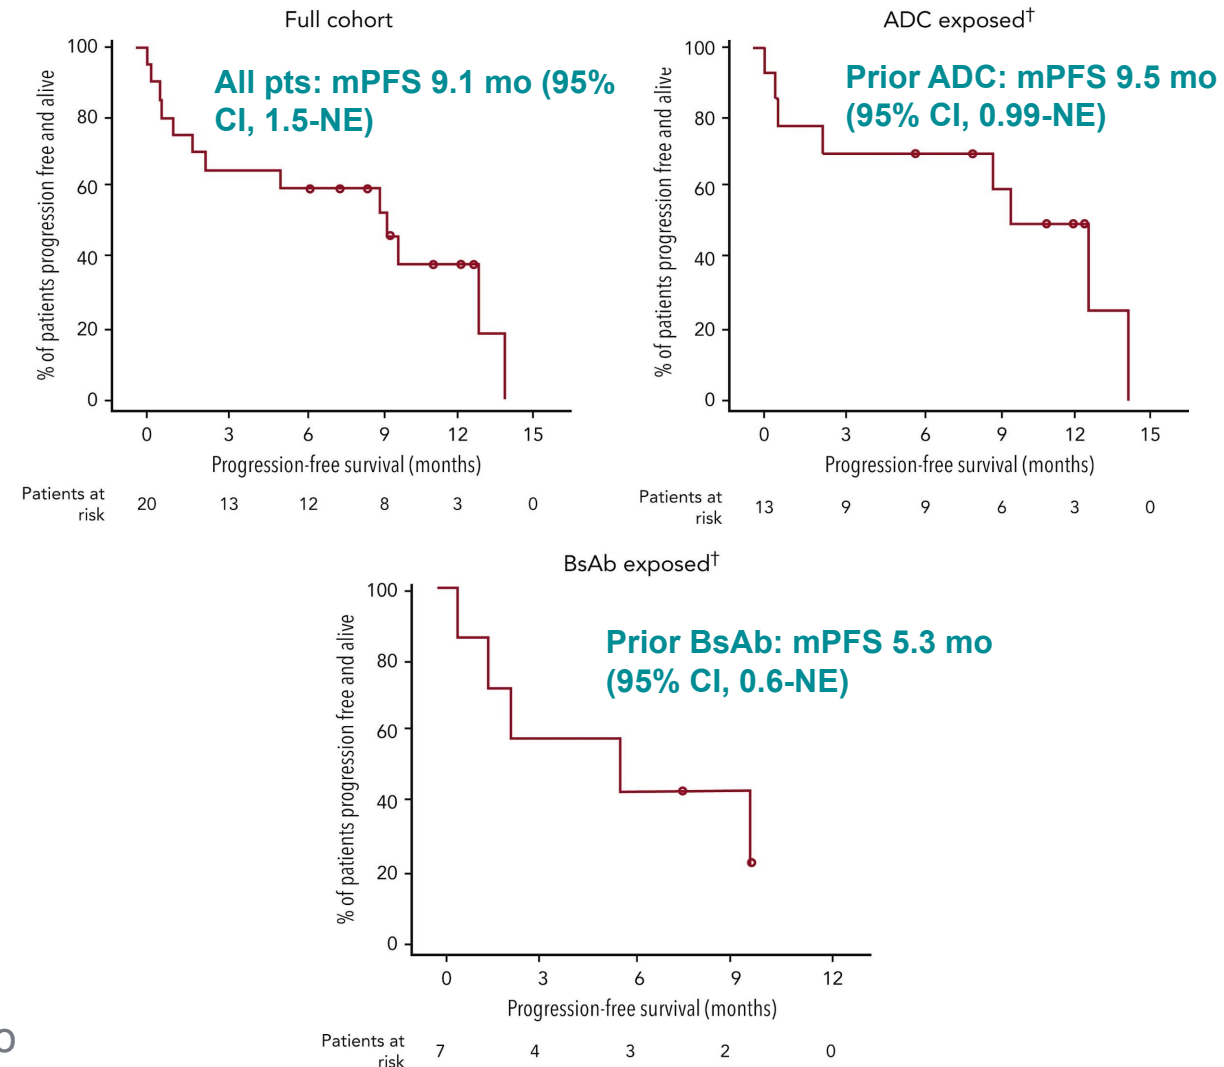 Full cohort
% of patients progression free and alive
100
80
60
40
20
0
All pts: mPFS 9.1 mo (95%
CI, 1.5-NE)
0 3 6 9 12 15
Progression-free survival (months)
Patients at
risk
20 13 12 8 3 0
ADC exposed†
% of patients progression free and alive
100
80
60
40
20
0
Prior ADC: mPFS 9.5 mo
(95% CI, 0.99-NE)
0 3 6 9 12 15
Progression-free survival (months)
Patients at
risk
13 9 9 6 3 0
BsAb exposed†
% of patients progression free and alive
100
80
60
40
20
0
Prior BsAb: mPFS 5.3 mo
(95% CI, 0.6-NE)
0 3 6 9 12
Progression-free survival (months)
Patients at
risk
7 4 3 2 0